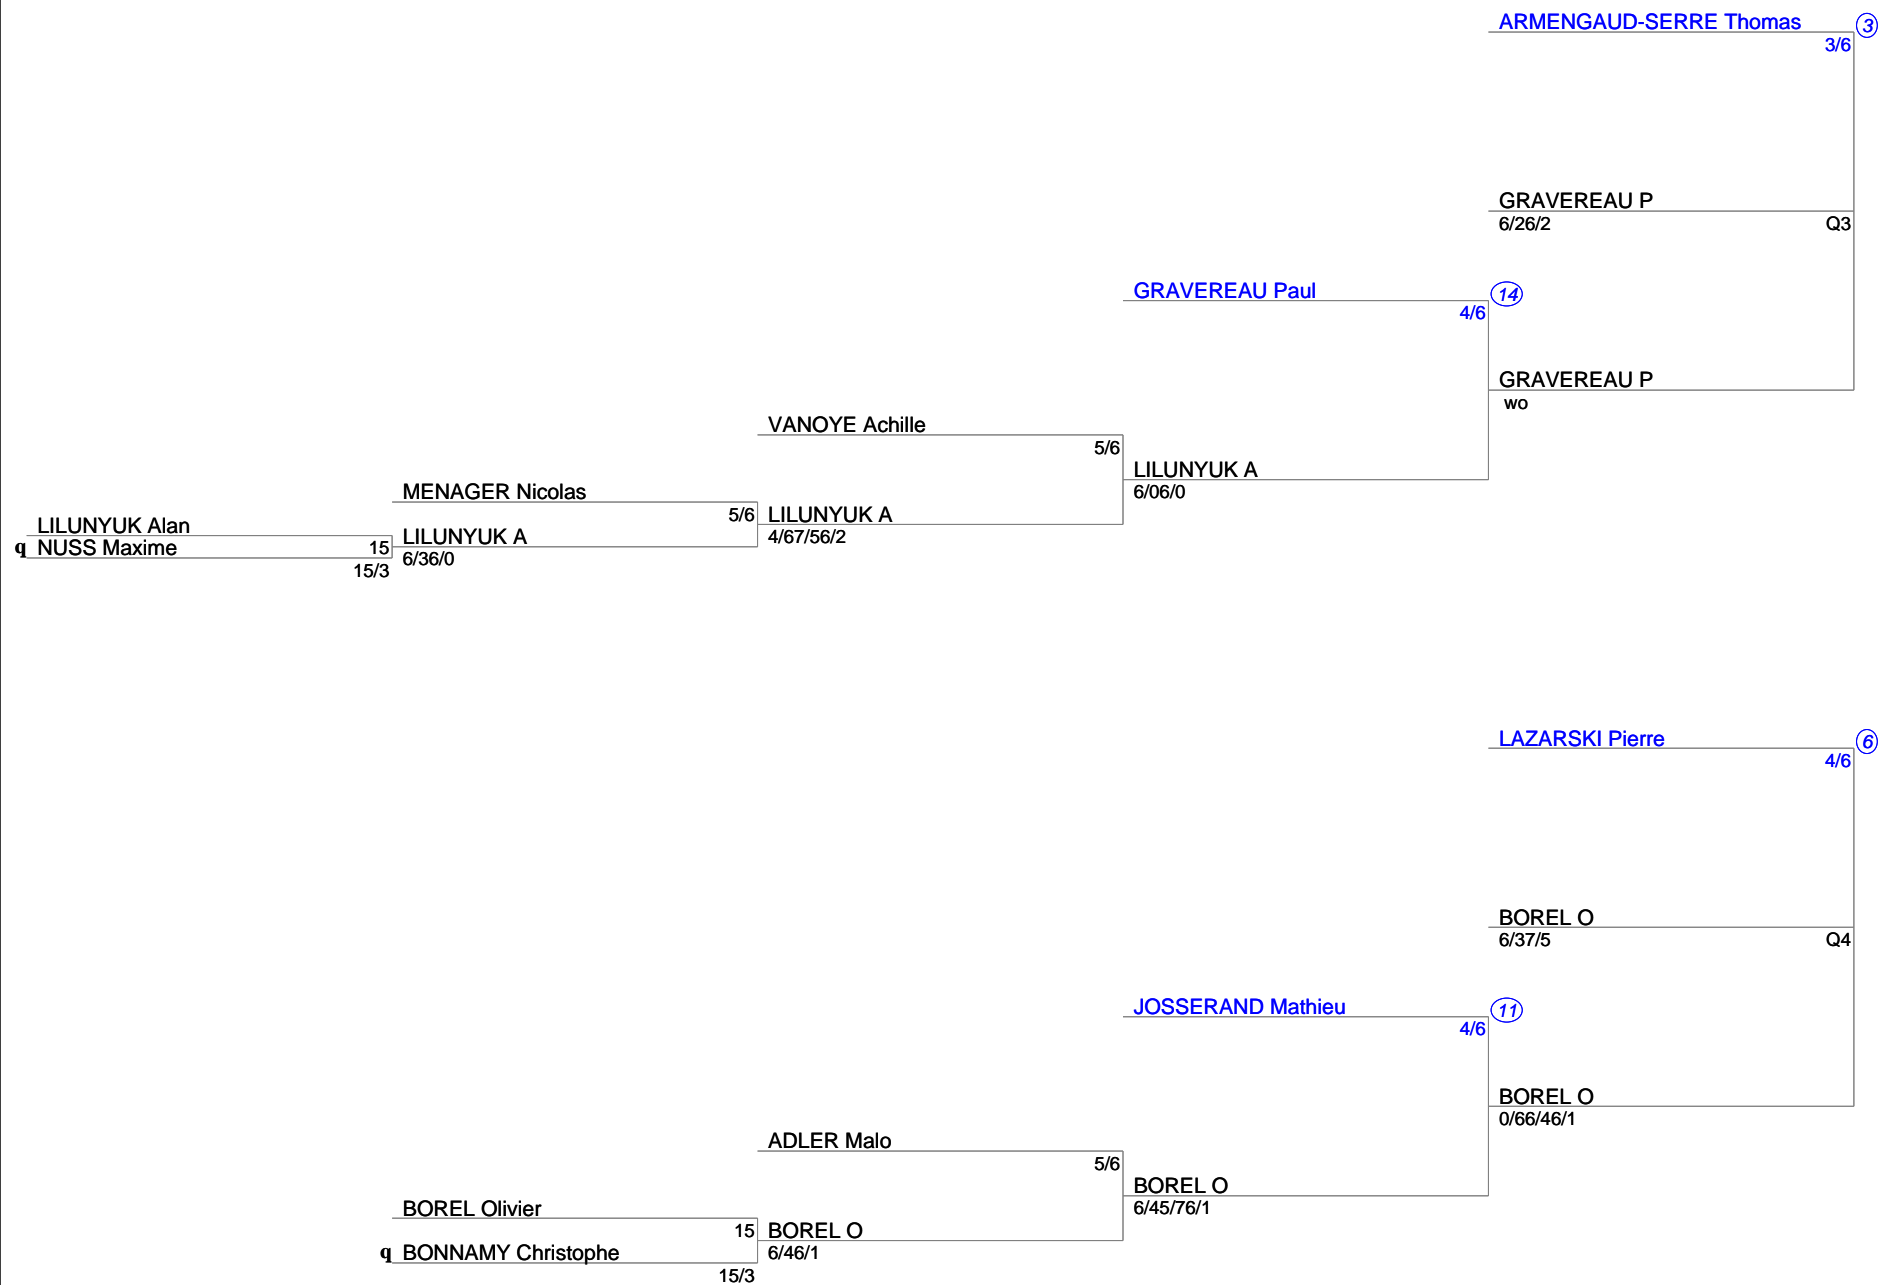 ARMENGAUD-SERRE Thomas 3
3/6
GRAVEREAU P
6/26/2 Q3
GRAVEREAU Paul 14
4/6
GRAVEREAU P
wo
VANOYE Achille
5/6
LILUNYUK A
6/06/0
MENAGER Nicolas
5/6
LILUNYUK A
4/67/56/2
LILUNYUK Alan
q NUSS Maxime 15
15/3
LILUNYUK A
6/36/0
LAZARSKI Pierre 6
4/6
BOREL O
6/37/5 Q4
JOSSERAND Mathieu 11
4/6
BOREL O
0/66/46/1
ADLER Malo
5/6
BOREL O
6/45/76/1
BOREL Olivier
15
BOREL O
6/46/1
q BONNAMY Christophe
15/3